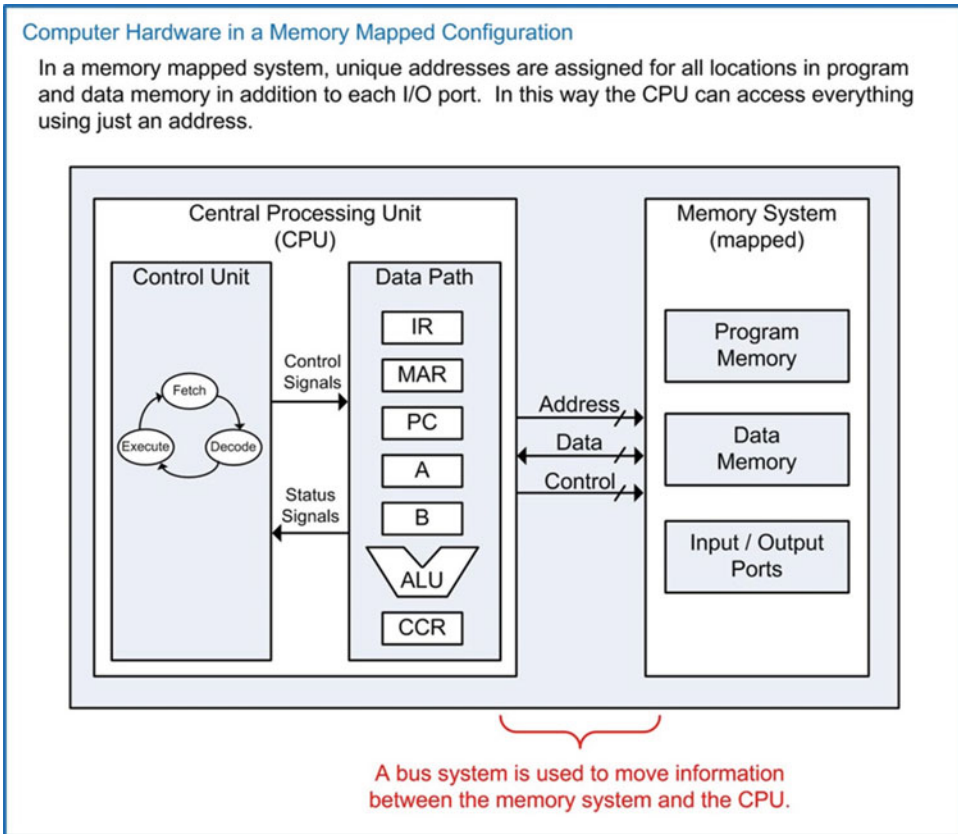 Computer Hardware in a Memory Mapped Configuration
In a memory mapped system, unique addresses are assigned for all locations in program
and data memory in addition to each I/O port.  In this way the CPU can access everything
using just an address.
Central Processing Unit
(CPU)
Control Unit
Fetch
Execute
Decode
Control
Signals
Status
Signals
Data Path
IR
MAR
PC
A
B
ALU
CCR
Address
Data
Control
Memory System
(mapped)
Program
Memory
Data
Memory
Input / Output
Ports
A bus system is used to move information
between the memory system and the CPU.